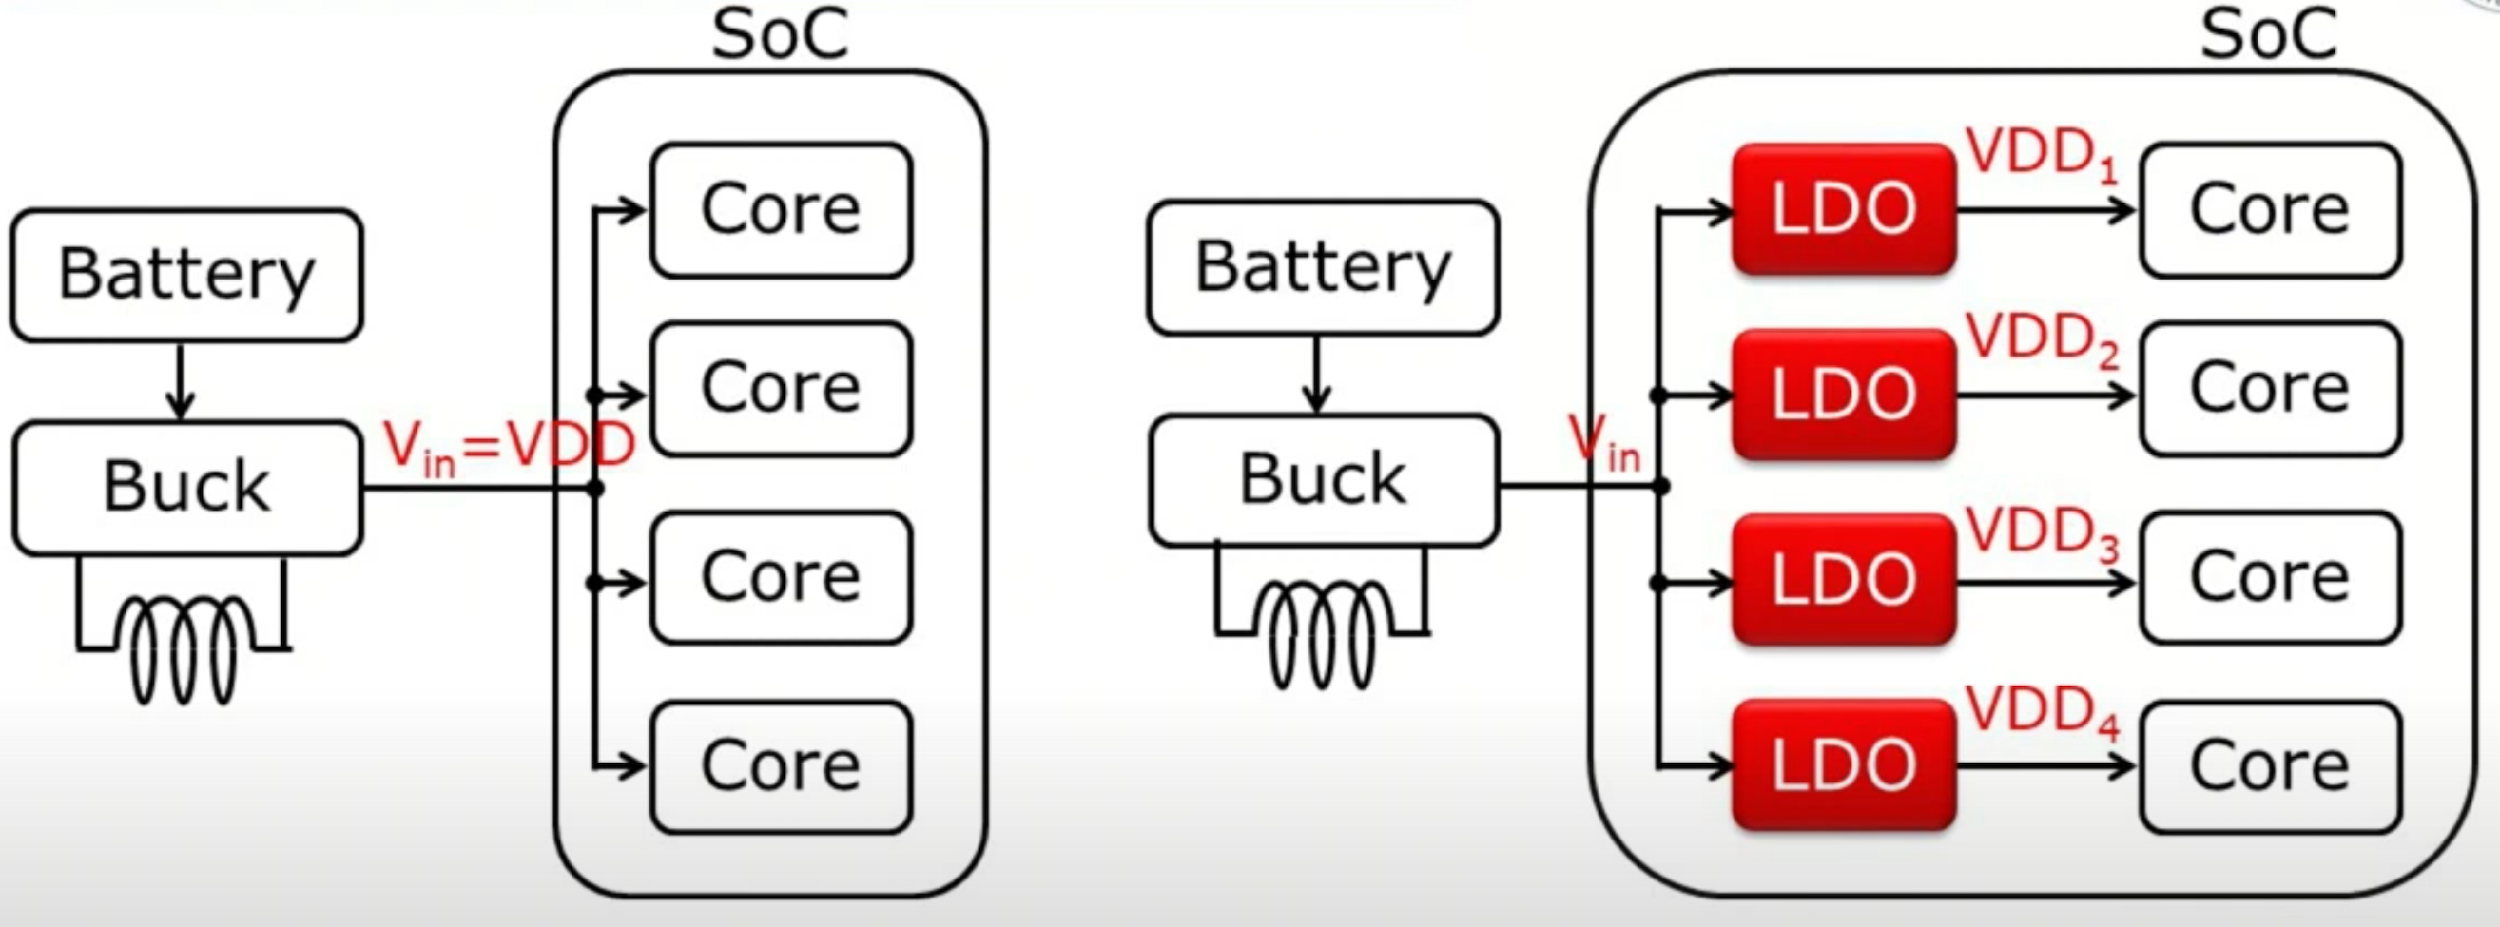 SoC
Core
Core
Core
Core
Battery
Buck
Vin=VDD
SoC
Battery
Buck
Vin
LDO
VDD1
Core
LDO
VDD2
Core
LDO
VDD3
Core
LDO
VDD4
Core